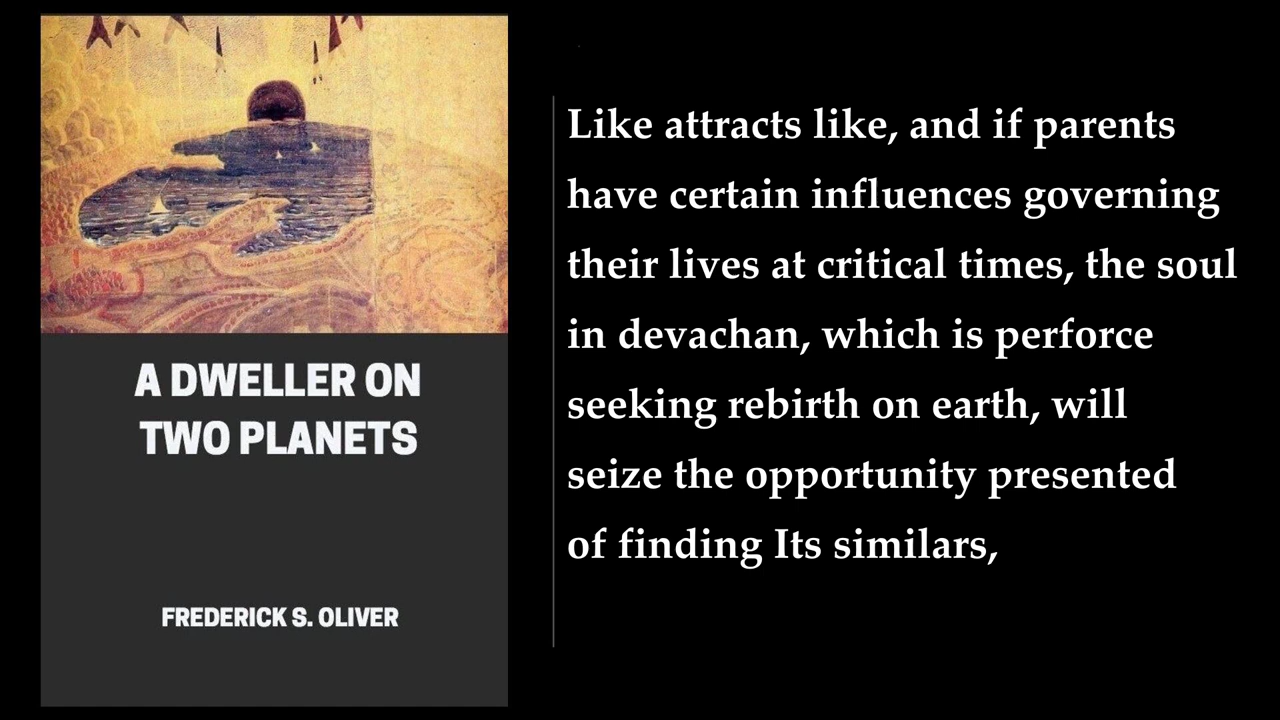 A DWELLER ON
TWO PLANETS
FREDERICK S. OLIVER
Like attracts like, and if parents
have certain influences governing
their lives at critical times, the soul
in devachan, which is perforce
seeking rebirth on earth, will
seize the opportunity presented
of finding Its similars,